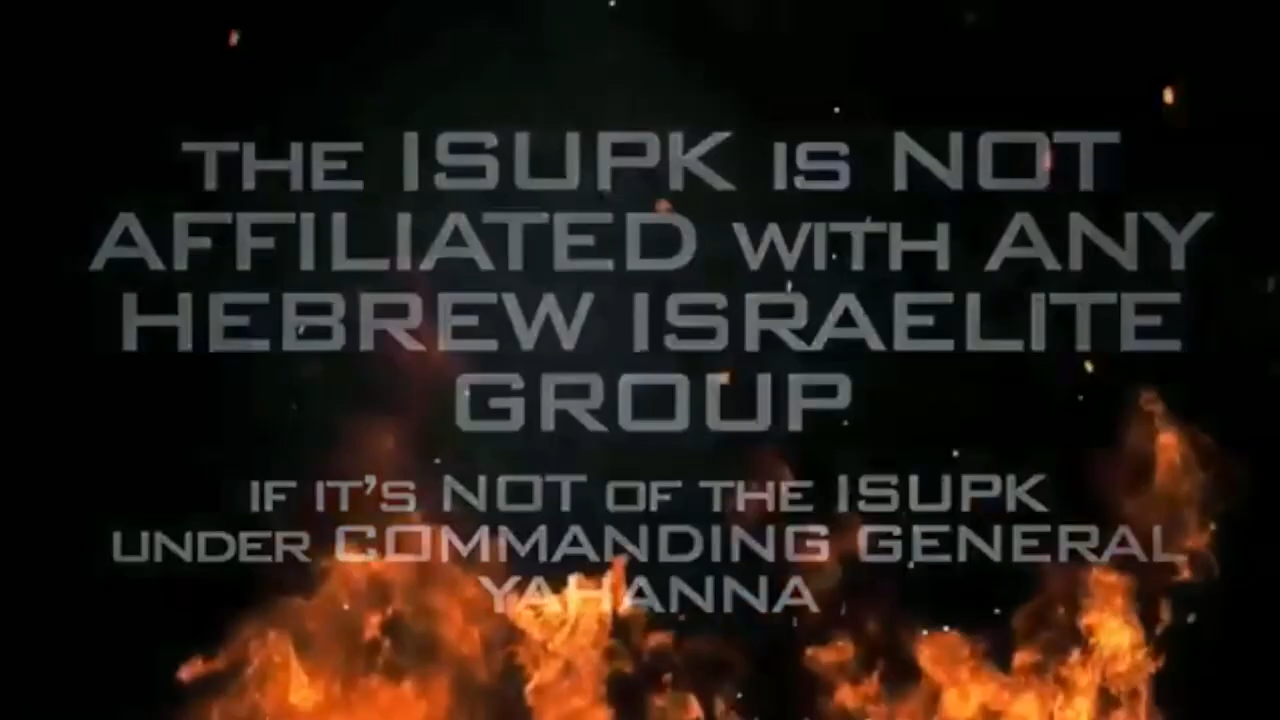 THE ISUPK IS NOT
AFFILIATED WITH ANY
HEBREW ISRAELITE
GROUP
IF IT'S NOT OF THE ISUPK
UNDER COMMANDING GENERAL
YAHANNA